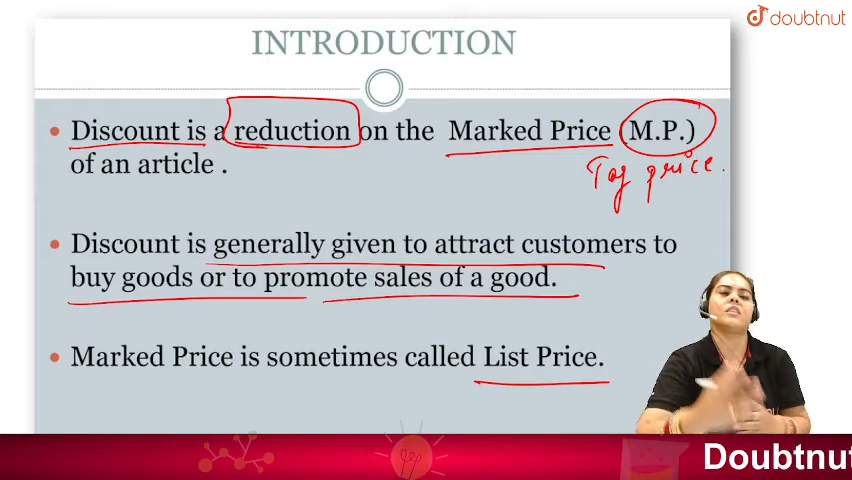 doubtnut
INTRODUCTION
• Discount is a reduction on the Marked Price (M.P.)
of an article .
Tag price.
• Discount is generally given to attract customers to
buy goods or to promote sales of a good.
• Marked Price is sometimes called List Price.
Doubtnut